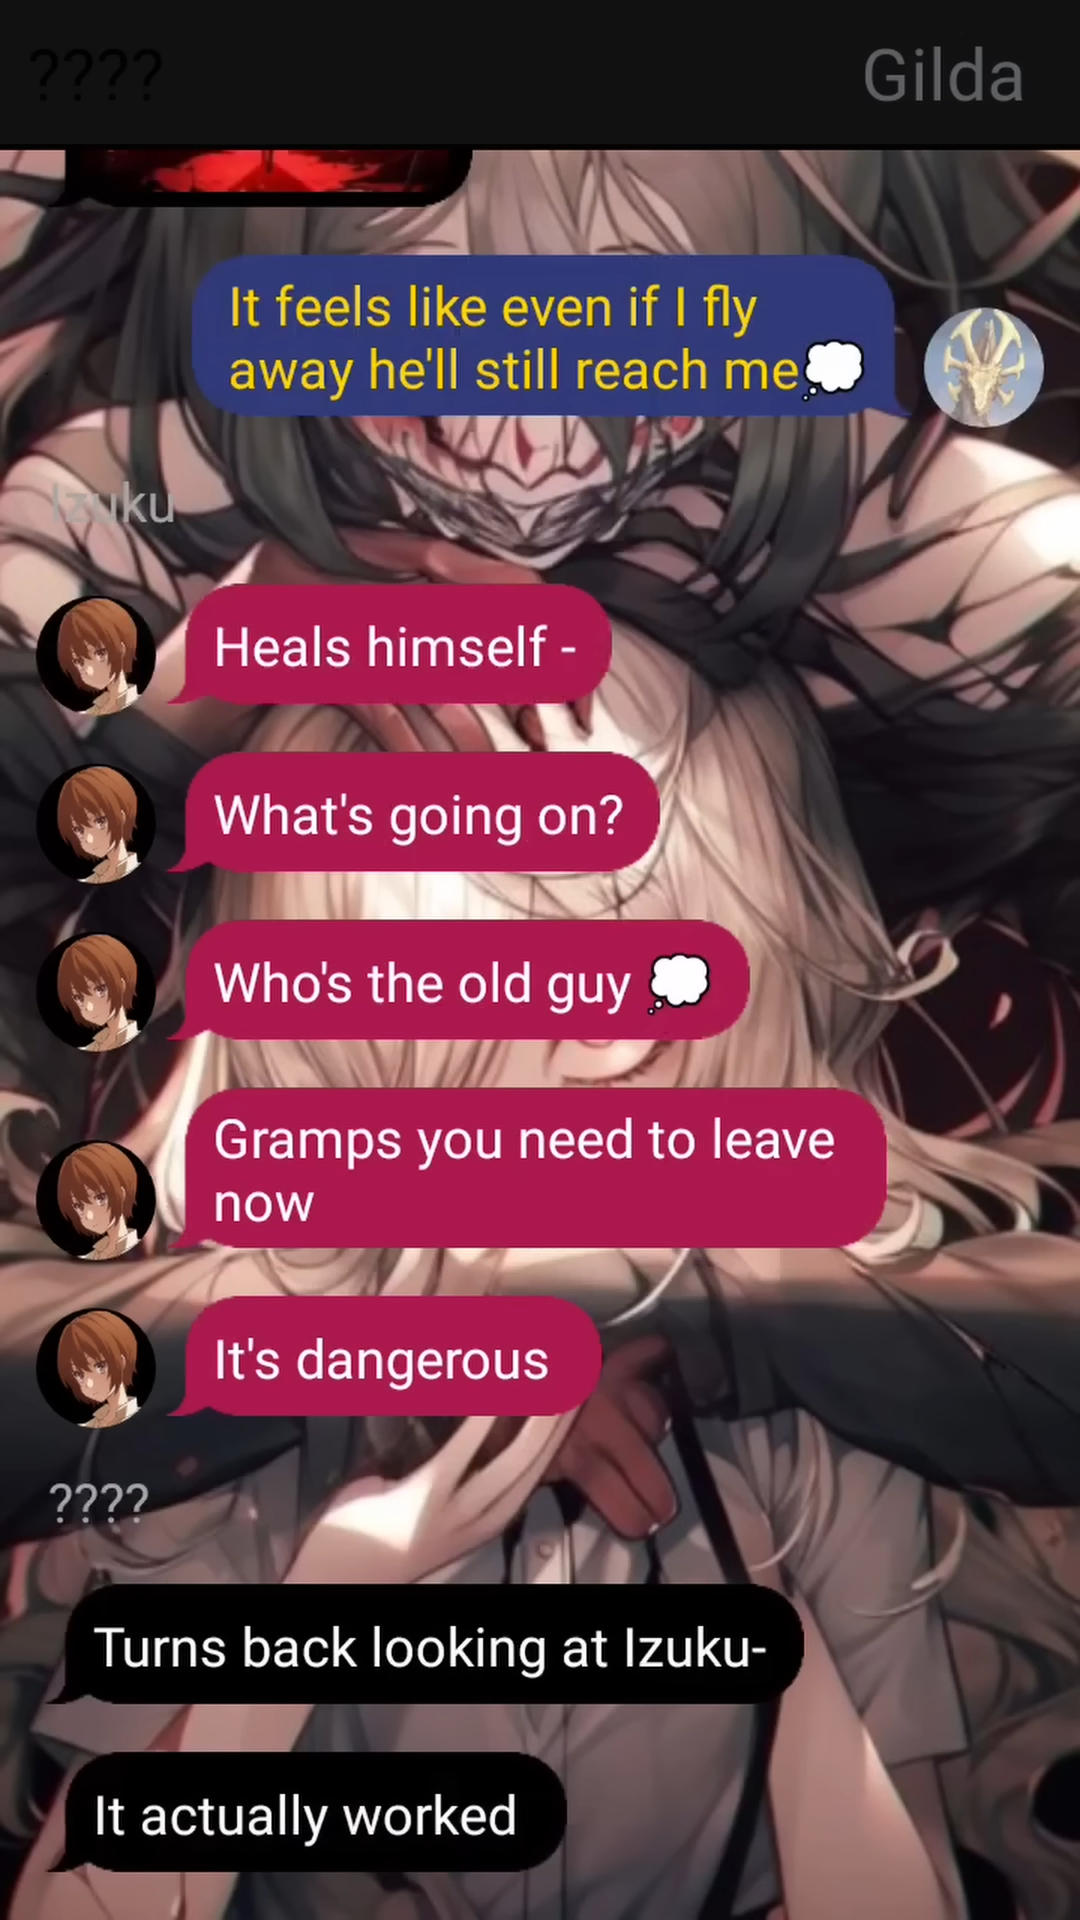 ???? Gilda
It feels like even if I fly
away he'll still reach me💭
Izuku
Heals himself -
What's going on?
Who's the old guy 💭
Gramps you need to leave
now
It's dangerous
????
Turns back looking at Izuku-
It actually worked